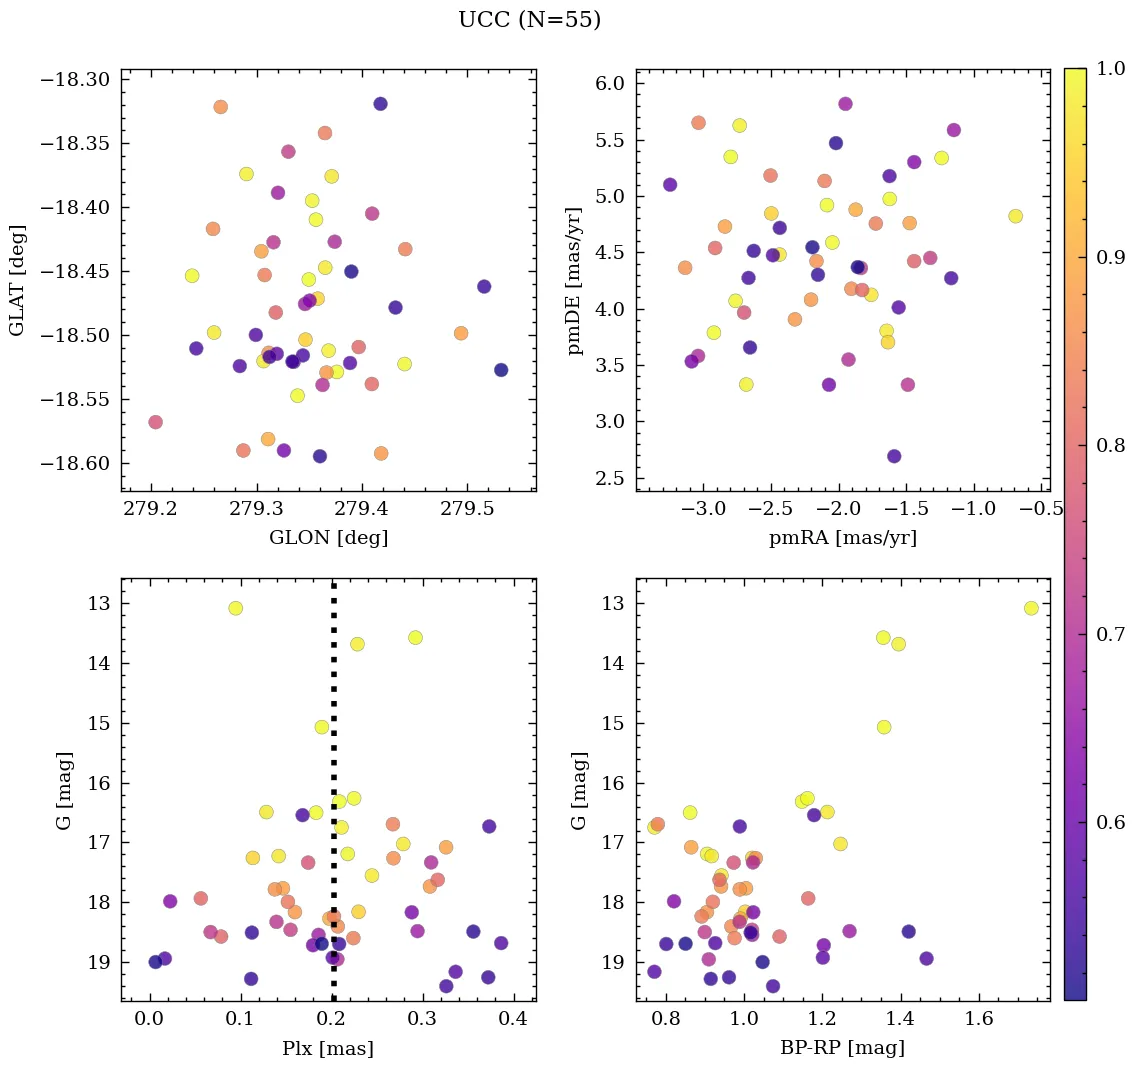 UCC (N=55)
−18.30
−18.35
−18.40
−18.45
−18.50
−18.55
−18.60
GLAT [deg]
279.2 279.3 279.4 279.5
GLON [deg]
6.0
5.5
5.0
4.5
4.0
3.5
3.0
2.5
pmDE [mas/yr]
−3.0 −2.5 −2.0 −1.5 −1.0 −0.5
pmRA [mas/yr]
1.0
0.9
0.8
0.7
0.6
13
14
15
16
17
18
19
G [mag]
0.0 0.1 0.2 0.3 0.4
Plx [mas]
13
14
15
16
17
18
19
G [mag]
0.8 1.0 1.2 1.4 1.6
BP-RP [mag]